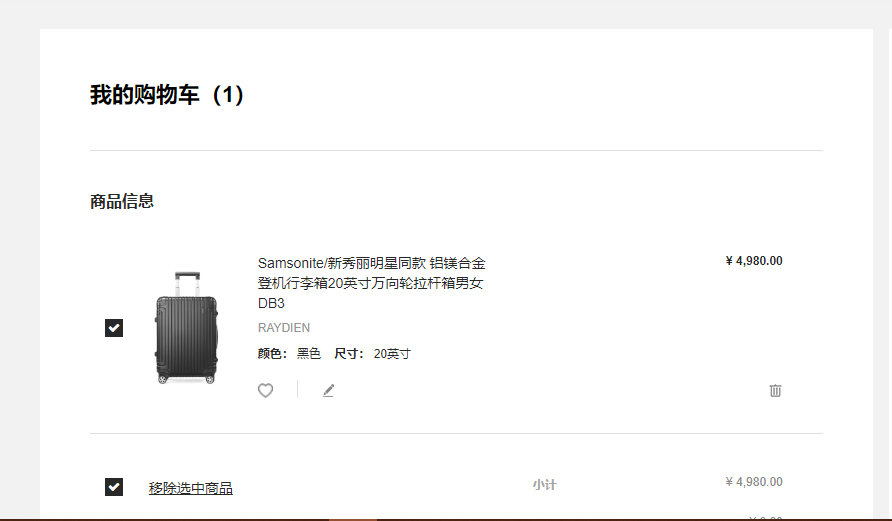 我的购物车（1）
商品信息
Samsonite/新秀丽明星同款 铝镁合金
登机行李箱20英寸万向轮拉杆箱男女
DB3
¥ 4,980.00
RAYDIEN
颜色： 黑色 尺寸： 20英寸
移除选中商品 小计 ¥ 4,980.00